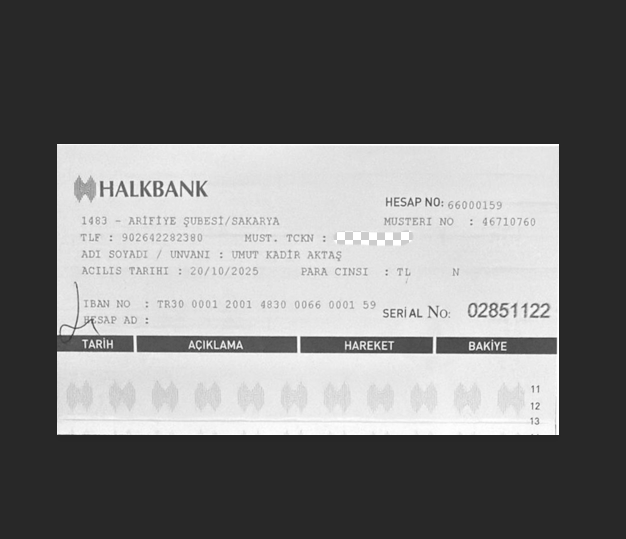 HALKBANK
HESAP NO: 66000159
1483 - ARİFİYE ŞUBESİ/SAKARYA
MUSTERI NO : 46710760
TLF : 902642282380 MUST. TCKN :
ADI SOYADI / UNVANI : UMUT KADİR AKTAŞ
ACILIS TARIHI : 20/10/2025 PARA CINSI : TL N
IBAN NO : TR30 0001 2001 4830 0066 0001 59
SERİAL No: 02851122
HESAP AD :
TARİH AÇIKLAMA HAREKET BAKİYE
11
12
13